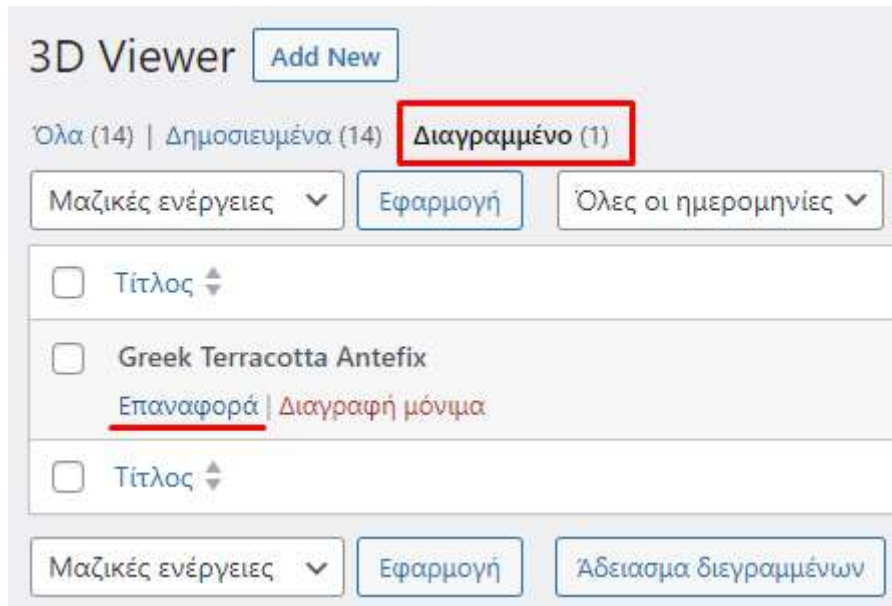 3D Viewer Add New
Όλα (14) | Δημοσιευμένα (14) Διαγραμμένο (1)
Μαζικές ενέργειες Εφαρμογή Όλες οι ημερομηνίες
Τίτλος
Greek Terracotta Antefix
Επαναφορά | Διαγραφή μόνιμα
Τίτλος
Μαζικές ενέργειες Εφαρμογή Άδειασμα διεγραμμένων